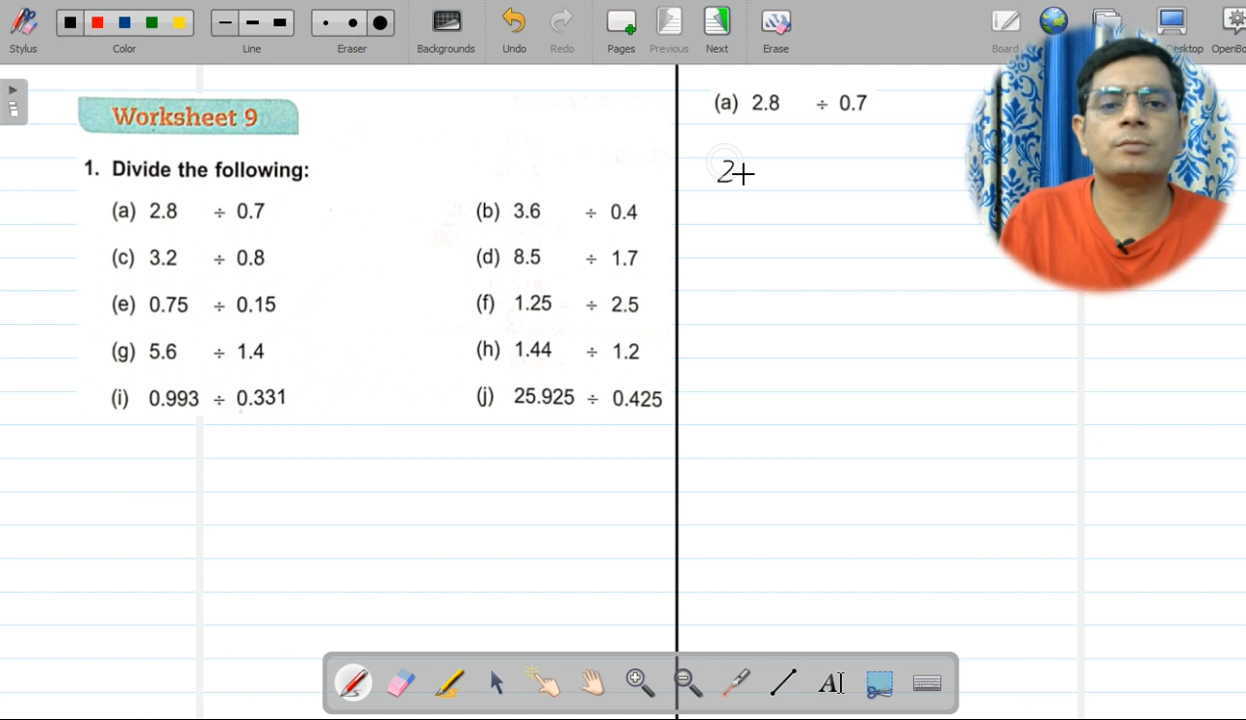 Stylus Color Line Eraser Backgrounds Undo Redo Pages Previous Next Erase Board Desktop
Worksheet 9
1. Divide the following:
(a) 2.8 ÷ 0.7 (b) 3.6 ÷ 0.4
(c) 3.2 ÷ 0.8 (d) 8.5 ÷ 1.7
(e) 0.75 ÷ 0.15 (f) 1.25 ÷ 2.5
(g) 5.6 ÷ 1.4 (h) 1.44 ÷ 1.2
(i) 0.993 ÷ 0.331 (j) 25.925 ÷ 0.425
(a) 2.8 ÷ 0.7
2
AI